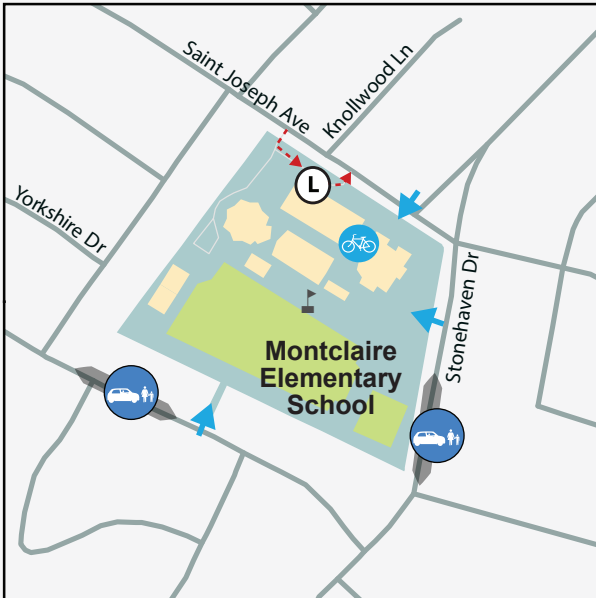 Saint Joseph Ave
Knollwood Ln
L
Yorkshire Dr
Stonehaven Dr
Montclaire
Elementary
School